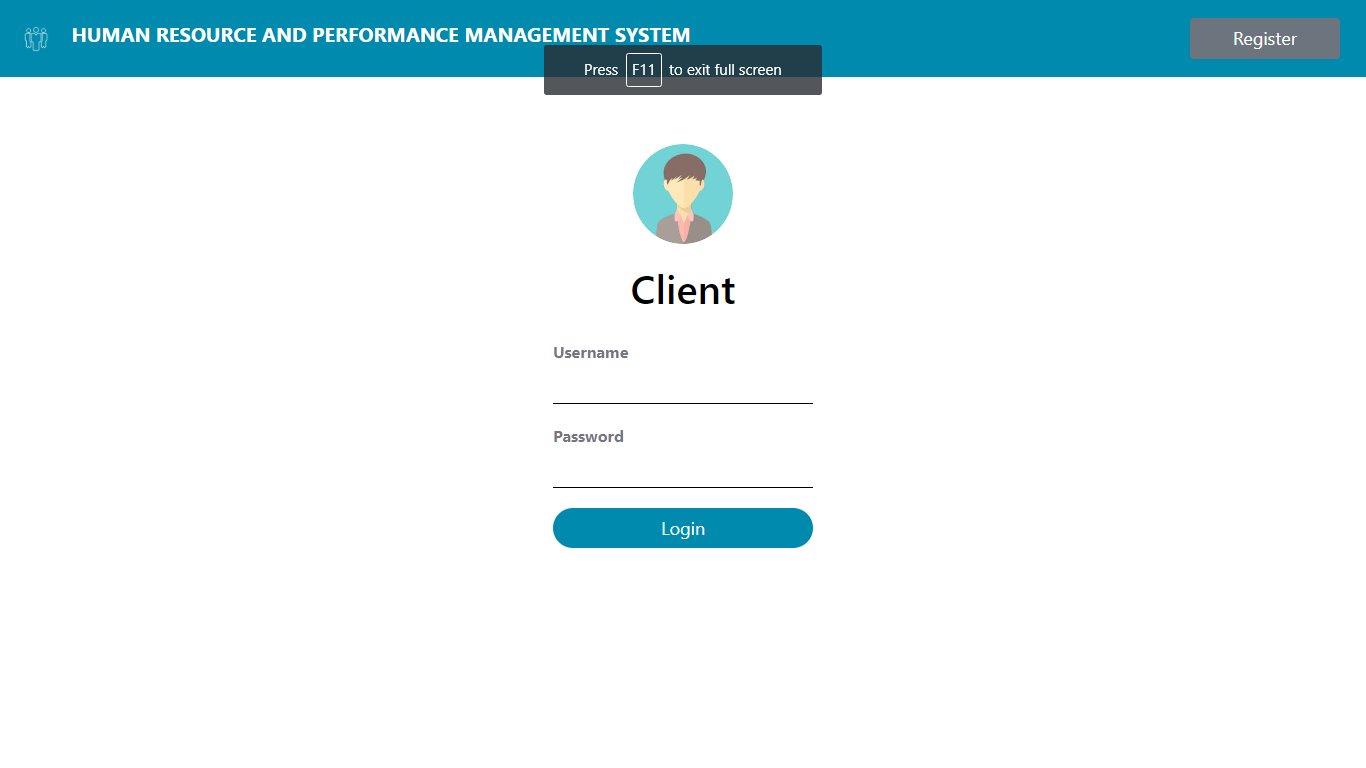 HUMAN RESOURCE AND PERFORMANCE MANAGEMENT SYSTEM
Register
Press F11 to exit full screen
Client
Username
Password
Login